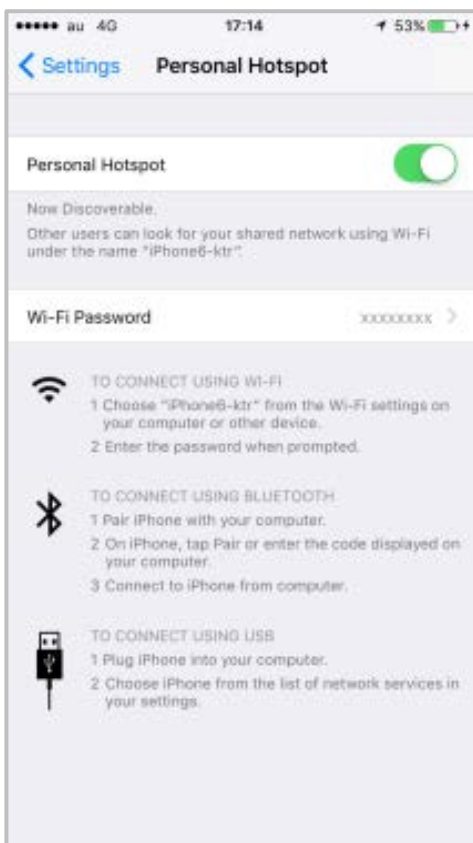 au 4G 17:14 53%
Settings Personal Hotspot
Personal Hotspot
Now Discoverable.
Other users can look for your shared network using Wi-Fi
under the name "iPhone6-ktr".
Wi-Fi Password xxxxxxxx
TO CONNECT USING WI-FI
1 Choose "iPhone6-ktr" from the Wi-Fi settings on
your computer or other device.
2 Enter the password when prompted.
TO CONNECT USING BLUETOOTH
1 Pair iPhone with your computer.
2 On iPhone, tap Pair or enter the code displayed on
your computer.
3 Connect to iPhone from computer.
TO CONNECT USING USB
1 Plug iPhone into your computer.
2 Choose iPhone from the list of network services in
your settings.